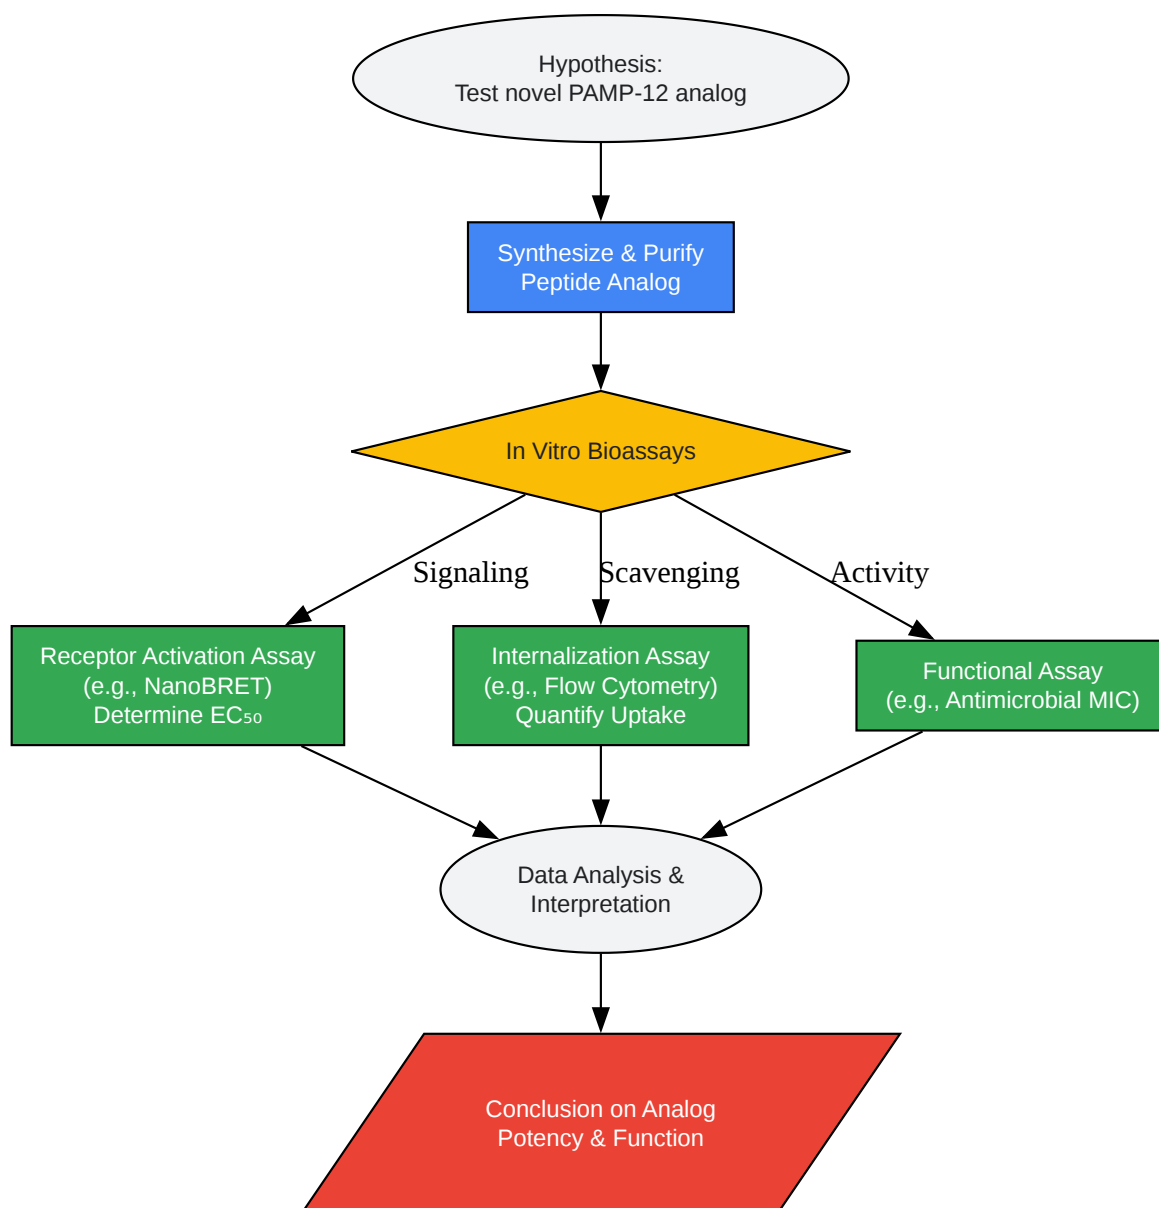 Hypothesis:
Test novel PAMP-12 analog
Synthesize & Purify
Peptide Analog
In Vitro Bioassays
Signaling
Scavenging
Activity
Receptor Activation Assay
(e.g., NanoBRET)
Determine EC₅₀
Internalization Assay
(e.g., Flow Cytometry)
Quantify Uptake
Functional Assay
(e.g., Antimicrobial MIC)
Data Analysis &
Interpretation
Conclusion on Analog
Potency & Function